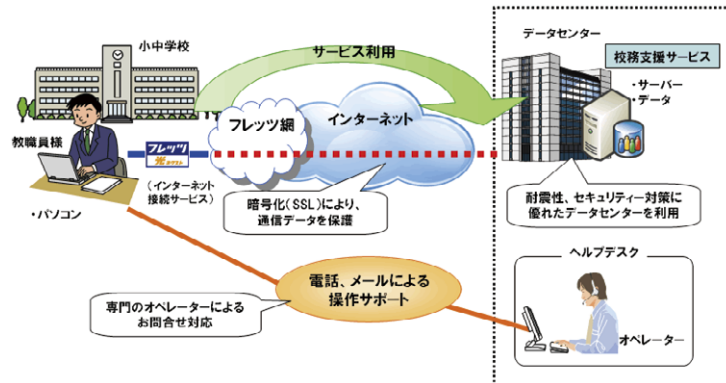 小中学校
サービス利用
データセンター
校務支援サービス
・サーバー
・データ
教職員様
フレッツ
光ネクスト
フレッツ網
インターネット
(インターネット
接続サービス)
・パソコン
暗号化(SSL)により、
通信データを保護
耐震性、セキュリティー対策に
優れたデータセンターを利用
ヘルプデスク
電話、メールによる
操作サポート
専門のオペレーターによる
お問合せ対応
オペレーター